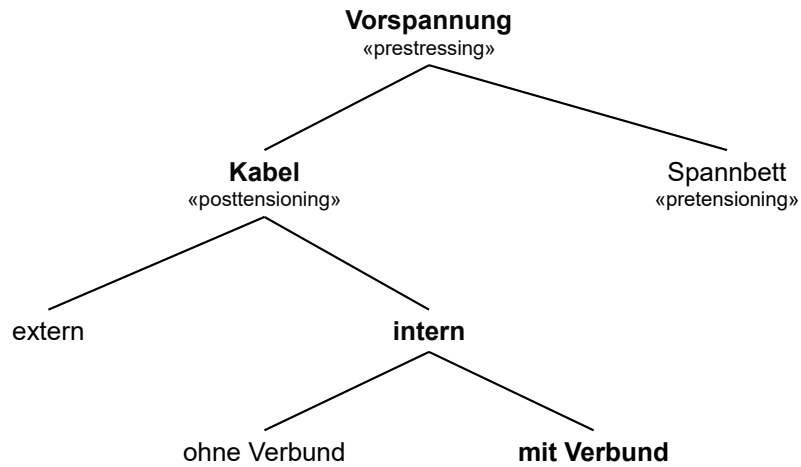 Vorspannung
«prestressing»
Kabel
«posttensioning»
Spannbett
«pretensioning»
extern
intern
ohne Verbund
mit Verbund